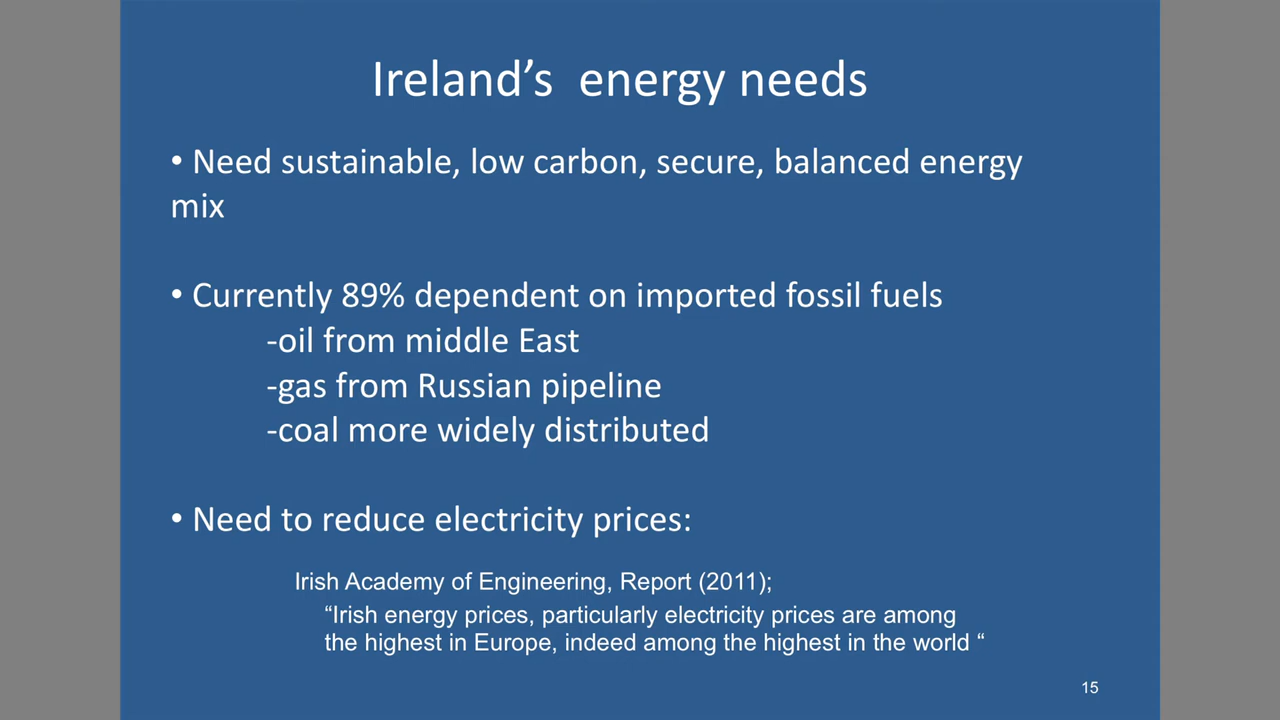 Ireland’s  energy needs
• Need sustainable, low carbon, secure, balanced energy
mix
• Currently 89% dependent on imported fossil fuels
-oil from middle East
-gas from Russian pipeline
-coal more widely distributed
• Need to reduce electricity prices:
Irish Academy of Engineering, Report (2011);
“Irish energy prices, particularly electricity prices are among
the highest in Europe, indeed among the highest in the world “
15